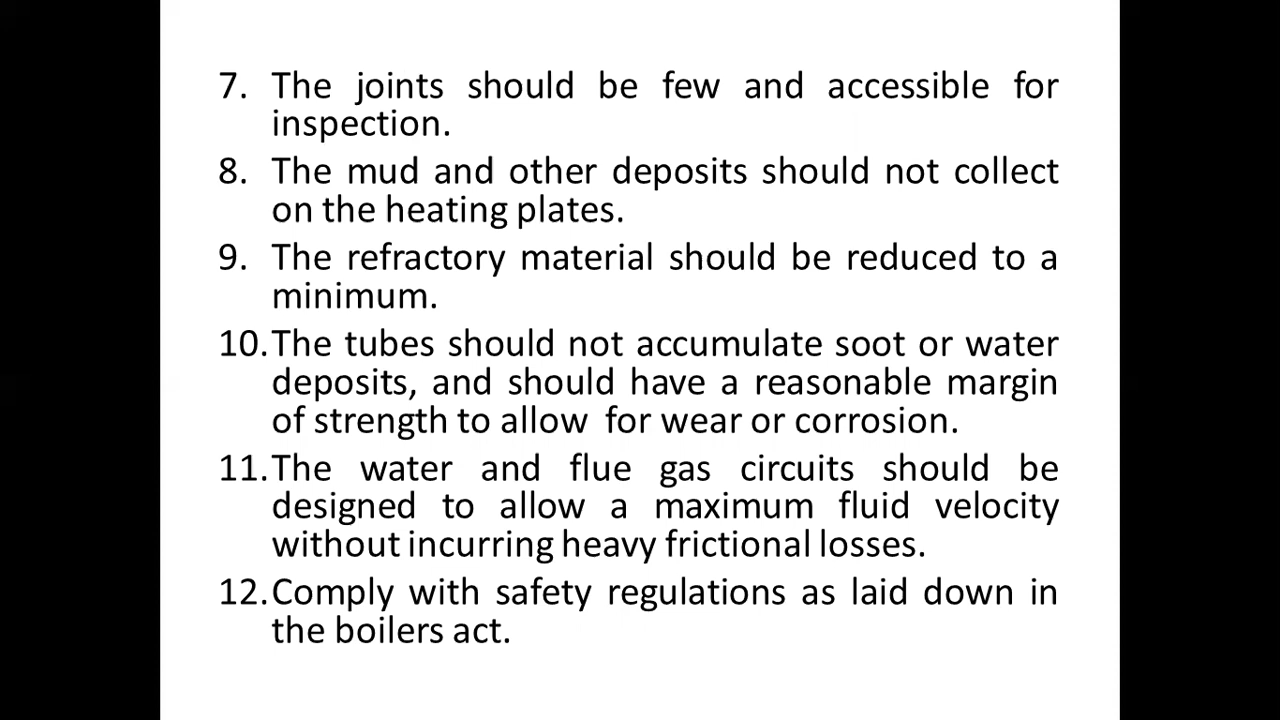 7. The joints should be few and accessible for
inspection.
8. The mud and other deposits should not collect
on the heating plates.
9. The refractory material should be reduced to a
minimum.
10. The tubes should not accumulate soot or water
deposits, and should have a reasonable margin
of strength to allow for wear or corrosion.
11. The water and flue gas circuits should be
designed to allow a maximum fluid velocity
without incurring heavy frictional losses.
12. Comply with safety regulations as laid down in
the boilers act.